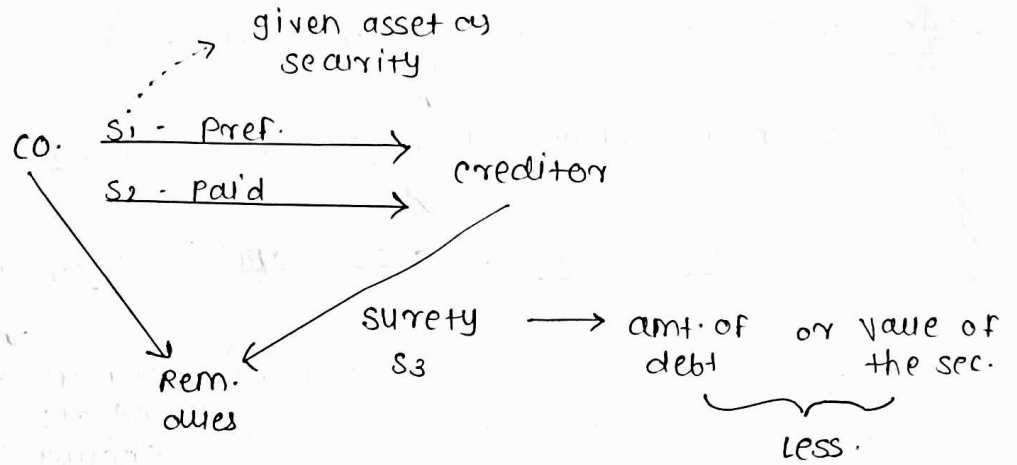 given asset as
security
CO.
S1 - Pref.
S2 - Paid
creditor
surety
S3
→ amt. of
debt
or value of
the sec.
Rem.
dues
Less.